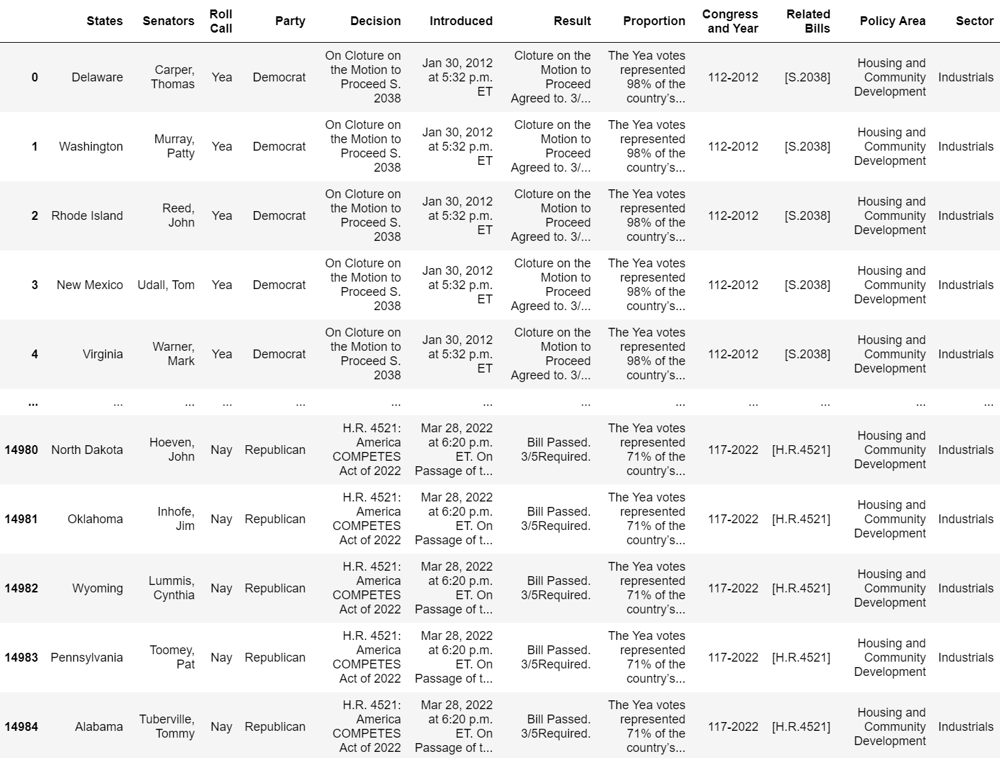 States Senators Roll Call Party Decision Introduced Result Proportion Congress and Year Related Bills Policy Area Sector
0 Delaware Carper, Thomas Yea Democrat On Cloture on the Motion to Proceed S. 2038 Jan 30, 2012 at 5:32 p.m. ET Cloture on the Motion to Proceed Agreed to. 3/... The Yea votes represented 98% of the country’s... 112-2012 [S.2038] Housing and Community Development Industrials
1 Washington Murray, Patty Yea Democrat On Cloture on the Motion to Proceed S. 2038 Jan 30, 2012 at 5:32 p.m. ET Cloture on the Motion to Proceed Agreed to. 3/... The Yea votes represented 98% of the country’s... 112-2012 [S.2038] Housing and Community Development Industrials
2 Rhode Island Reed, John Yea Democrat On Cloture on the Motion to Proceed S. 2038 Jan 30, 2012 at 5:32 p.m. ET Cloture on the Motion to Proceed Agreed to. 3/... The Yea votes represented 98% of the country’s... 112-2012 [S.2038] Housing and Community Development Industrials
3 New Mexico Udall, Tom Yea Democrat On Cloture on the Motion to Proceed S. 2038 Jan 30, 2012 at 5:32 p.m. ET Cloture on the Motion to Proceed Agreed to. 3/... The Yea votes represented 98% of the country’s... 112-2012 [S.2038] Housing and Community Development Industrials
4 Virginia Warner, Mark Yea Democrat On Cloture on the Motion to Proceed S. 2038 Jan 30, 2012 at 5:32 p.m. ET Cloture on the Motion to Proceed Agreed to. 3/... The Yea votes represented 98% of the country’s... 112-2012 [S.2038] Housing and Community Development Industrials
... ... ... ... ... ... ... ... ... ... ... ... ...
14980 North Dakota Hoeven, John Nay Republican H.R. 4521: America COMPETES Act of 2022 Mar 28, 2022 at 6:20 p.m. ET. On Passage of t... Bill Passed. 3/5Required. The Yea votes represented 71% of the country’s... 117-2022 [H.R.4521] Housing and Community Development Industrials
14981 Oklahoma Inhofe, Jim Nay Republican H.R. 4521: America COMPETES Act of 2022 Mar 28, 2022 at 6:20 p.m. ET. On Passage of t... Bill Passed. 3/5Required. The Yea votes represented 71% of the country’s... 117-2022 [H.R.4521] Housing and Community Development Industrials
14982 Wyoming Lummis, Cynthia Nay Republican H.R. 4521: America COMPETES Act of 2022 Mar 28, 2022 at 6:20 p.m. ET. On Passage of t... Bill Passed. 3/5Required. The Yea votes represented 71% of the country’s... 117-2022 [H.R.4521] Housing and Community Development Industrials
14983 Pennsylvania Toomey, Pat Nay Republican H.R. 4521: America COMPETES Act of 2022 Mar 28, 2022 at 6:20 p.m. ET. On Passage of t... Bill Passed. 3/5Required. The Yea votes represented 71% of the country’s... 117-2022 [H.R.4521] Housing and Community Development Industrials
14984 Alabama Tuberville, Tommy Nay Republican H.R. 4521: America COMPETES Act of 2022 Mar 28, 2022 at 6:20 p.m. ET. On Passage of t... Bill Passed. 3/5Required. The Yea votes represented 71% of the country’s... 117-2022 [H.R.4521] Housing and Community Development Industrials